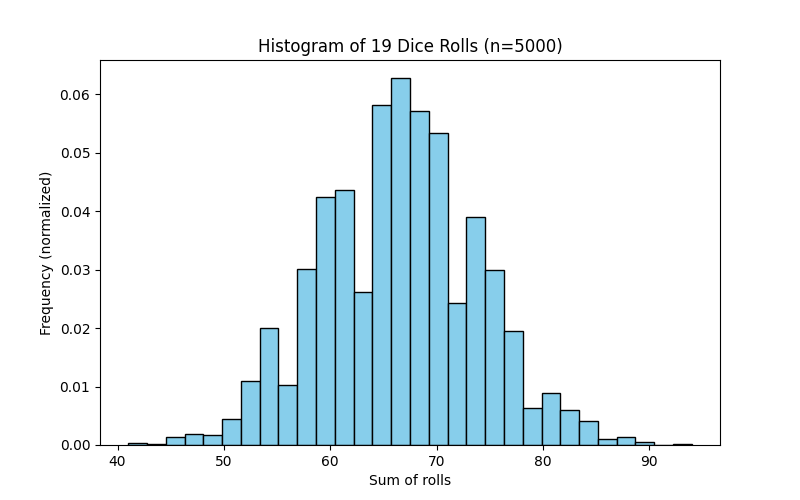 Histogram of 19 Dice Rolls (n=5000)
Frequency (normalized)
0.06
0.05
0.04
0.03
0.02
0.01
0.00
40 50 60 70 80 90
Sum of rolls